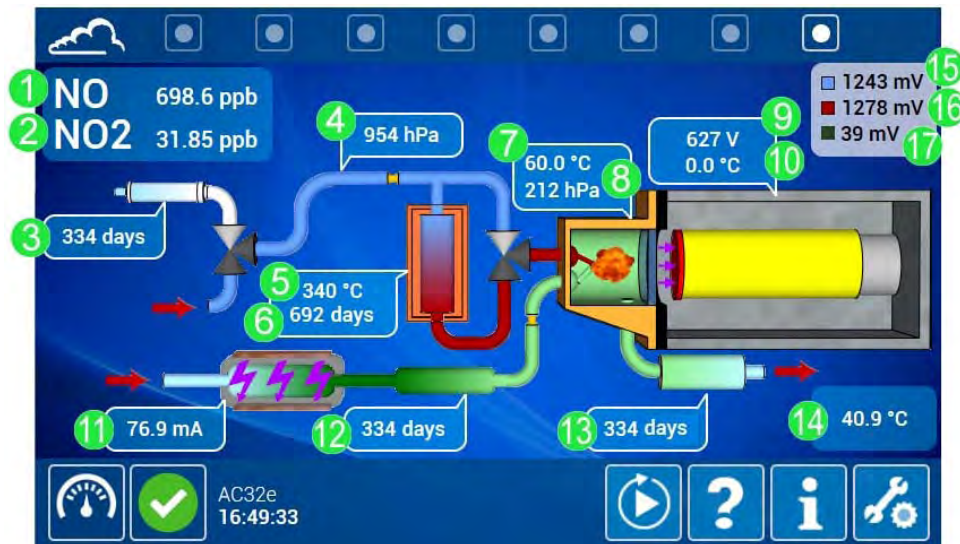 1 NO 698.6 ppb
2 NO2 31.85 ppb
15 1243 mV
16 1278 mV
17 39 mV
4 954 hPa
7 60.0 °C
8 212 hPa
9 627 V
10 0.0 °C
3 334 days
5 340 °C
6 692 days
11 76.9 mA
12 334 days
13 334 days
14 40.9 °C
AC32e
16:49:33
? i